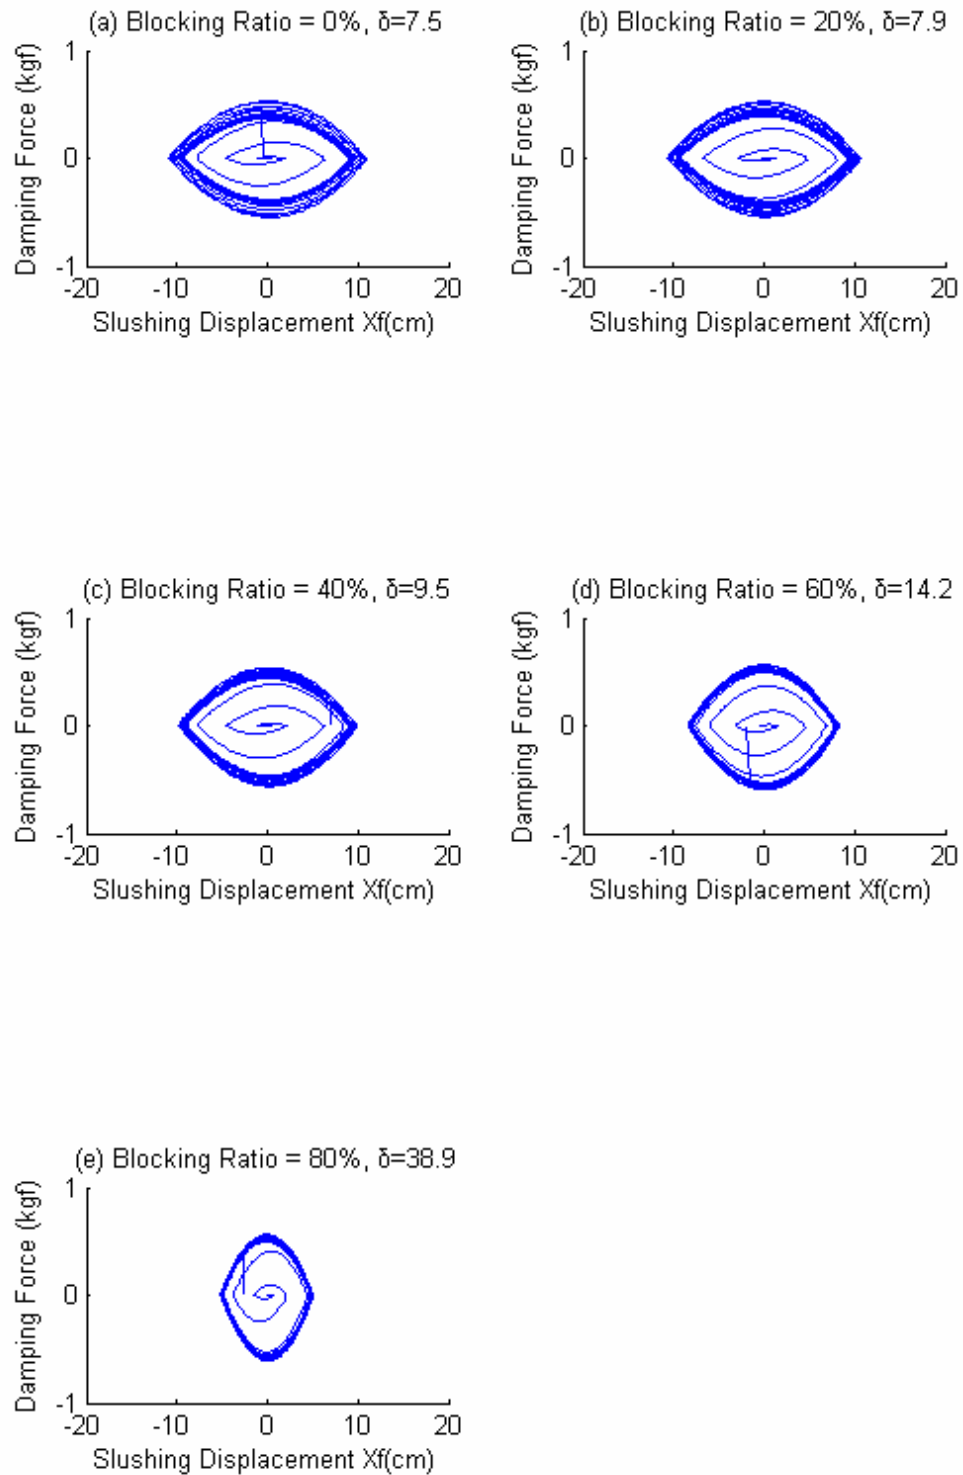 (a) Blocking Ratio = 0%, δ=7.5
(b) Blocking Ratio = 20%, δ=7.9
Damping Force (kgf)
1
0
-1
-20 -10 0 10 20
Slushing Displacement Xf(cm)
Damping Force (kgf)
1
0
-1
-20 -10 0 10 20
Slushing Displacement Xf(cm)
(c) Blocking Ratio = 40%, δ=9.5
(d) Blocking Ratio = 60%, δ=14.2
Damping Force (kgf)
1
0
-1
-20 -10 0 10 20
Slushing Displacement Xf(cm)
Damping Force (kgf)
1
0
-1
-20 -10 0 10 20
Slushing Displacement Xf(cm)
(e) Blocking Ratio = 80%, δ=38.9
Damping Force (kgf)
1
0
-1
-20 -10 0 10 20
Slushing Displacement Xf(cm)